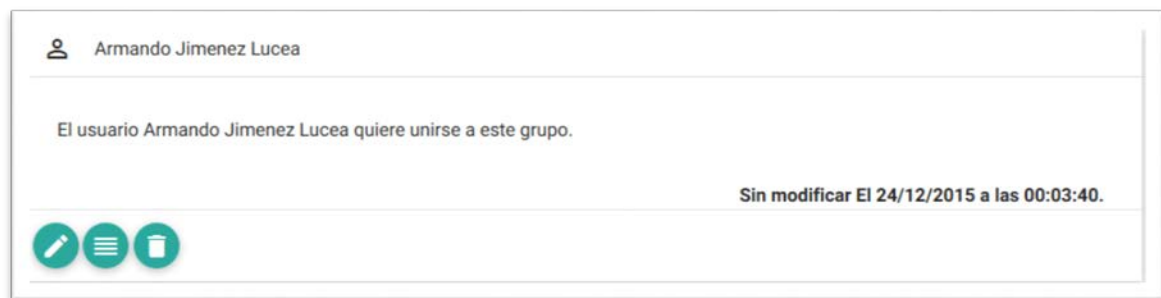 Armando Jimenez Lucea
El usuario Armando Jimenez Lucea quiere unirse a este grupo.
Sin modificar El 24/12/2015 a las 00:03:40.